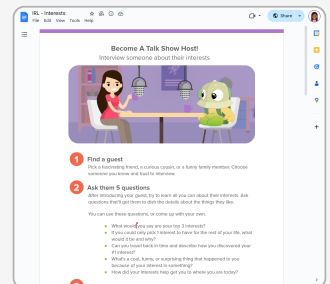 IRL - Interests
File Edit View Tools Help
Share
Become A Talk Show Host!
Interview someone about their interests
1 Find a guest
Pick a fascinating friend, a curious cousin, or a funny family member. Choose
someone you know and trust to interview.
2 Ask them 5 questions
After introducing your guest, try to learn all you can about their interests. Ask
questions that'll get them to dish the details about the things they like.
You can use these questions, or come up with your own.
What would you say are your top 3 interests?
If you could only pick 1 interest to have for the rest of your life, what
would it be and why?
Can you travel back in time and describe how you discovered your
#1 interest?
What's a cool, funny, or surprising thing that happened to you
because of your interest in something?
How did your interests help get you to where you are today?